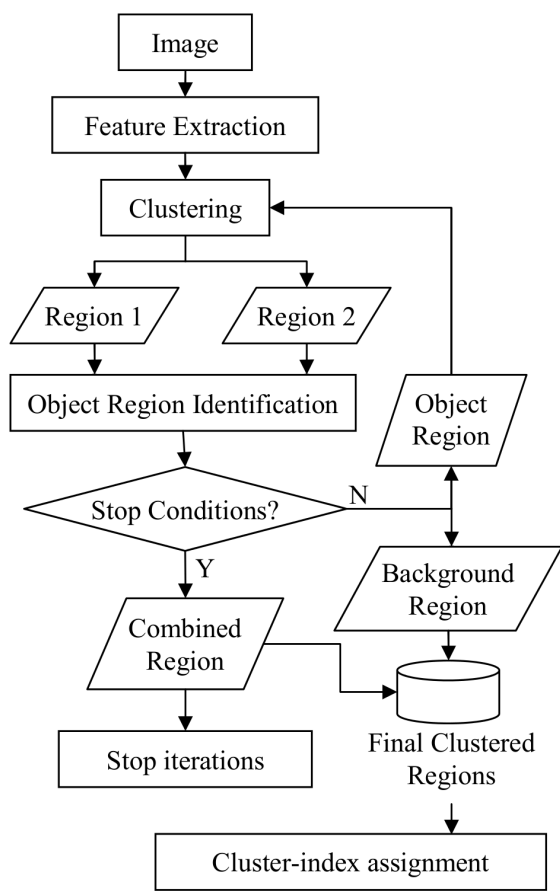 Image
Feature Extraction
Clustering
Region 1
Region 2
Object Region Identification
Object
Region
Stop Conditions?
N
Y
Background
Region
Combined
Region
Stop iterations
Final Clustered
Regions
Cluster-index assignment